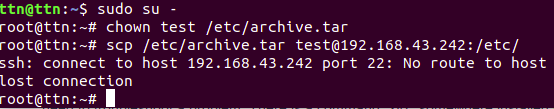 ttn@ttn:~$ sudo su -
root@ttn:~# chown test /etc/archive.tar
root@ttn:~# scp /etc/archive.tar test@192.168.43.242:/etc/
ssh: connect to host 192.168.43.242 port 22: No route to host
lost connection
root@ttn:~#